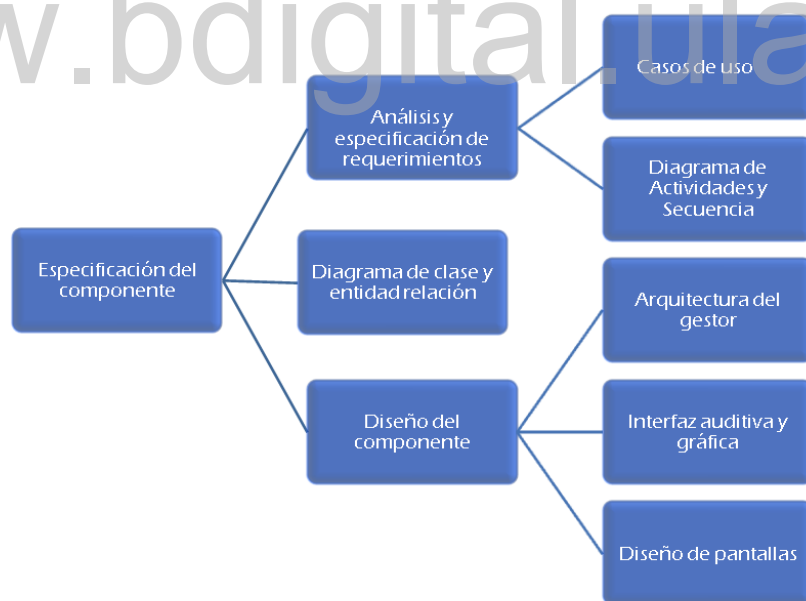 w.bdigital.ula
Casos de uso
Análisis y
especificación de
requerimientos
Diagrama de
Actividades y
Secuencia
Especificación del
componente
Diagrama de clase y
entidad relación
Arquitectura del
gestor
Diseño del
componente
Interfaz auditiva y
gráfica
Diseño de pantallas